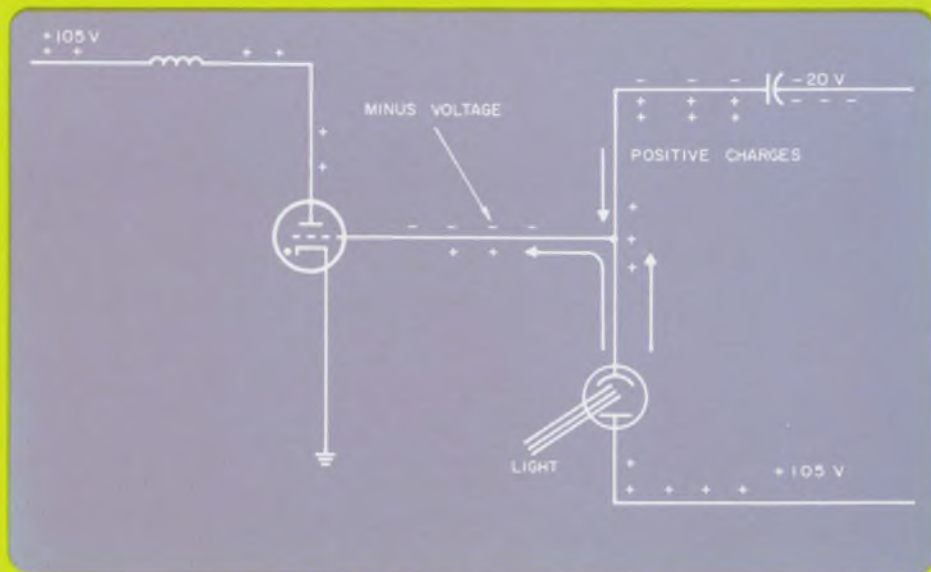 +105 V
-20 V
MINUS VOLTAGE
POSITIVE CHARGES
LIGHT
+105 V